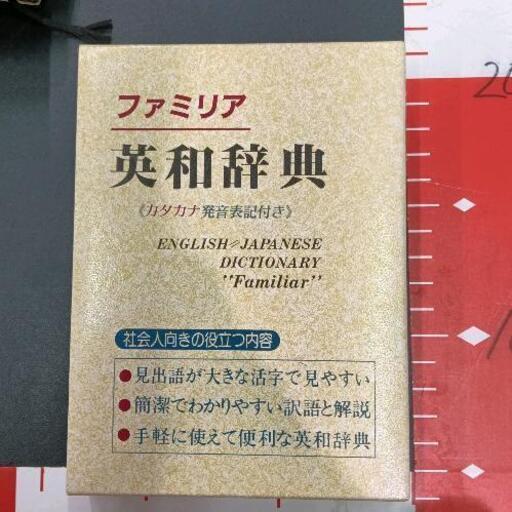 ファミリア
英和辞典
《カタカナ発音表記付き》
ENGLISH=JAPANESE
DICTIONARY
"Familiar"
社会人向きの役立つ内容
●見出語が大きな活字で見やすい
●簡潔でわかりやすい訳語と解説
●手軽に使えて便利な英和辞典